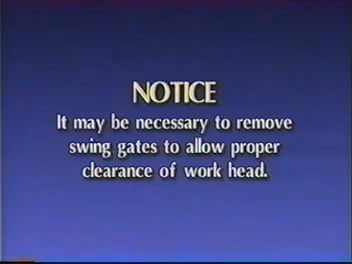 NOTICE
It may be necessary to remove
swing gates to allow proper
clearance of work head.